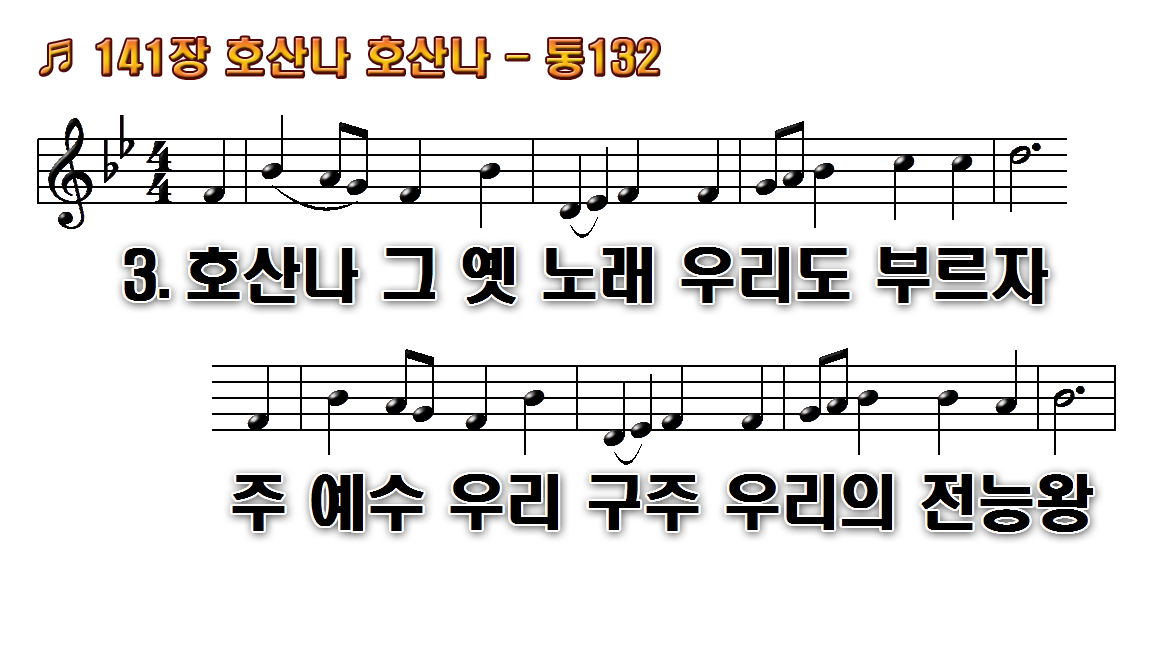 ♬ 141장 호산나 호산나 - 통132
4
4
3. 호산나 그 옛 노래 우리도 부르자
주 예수 우리 구주 우리의 전능왕